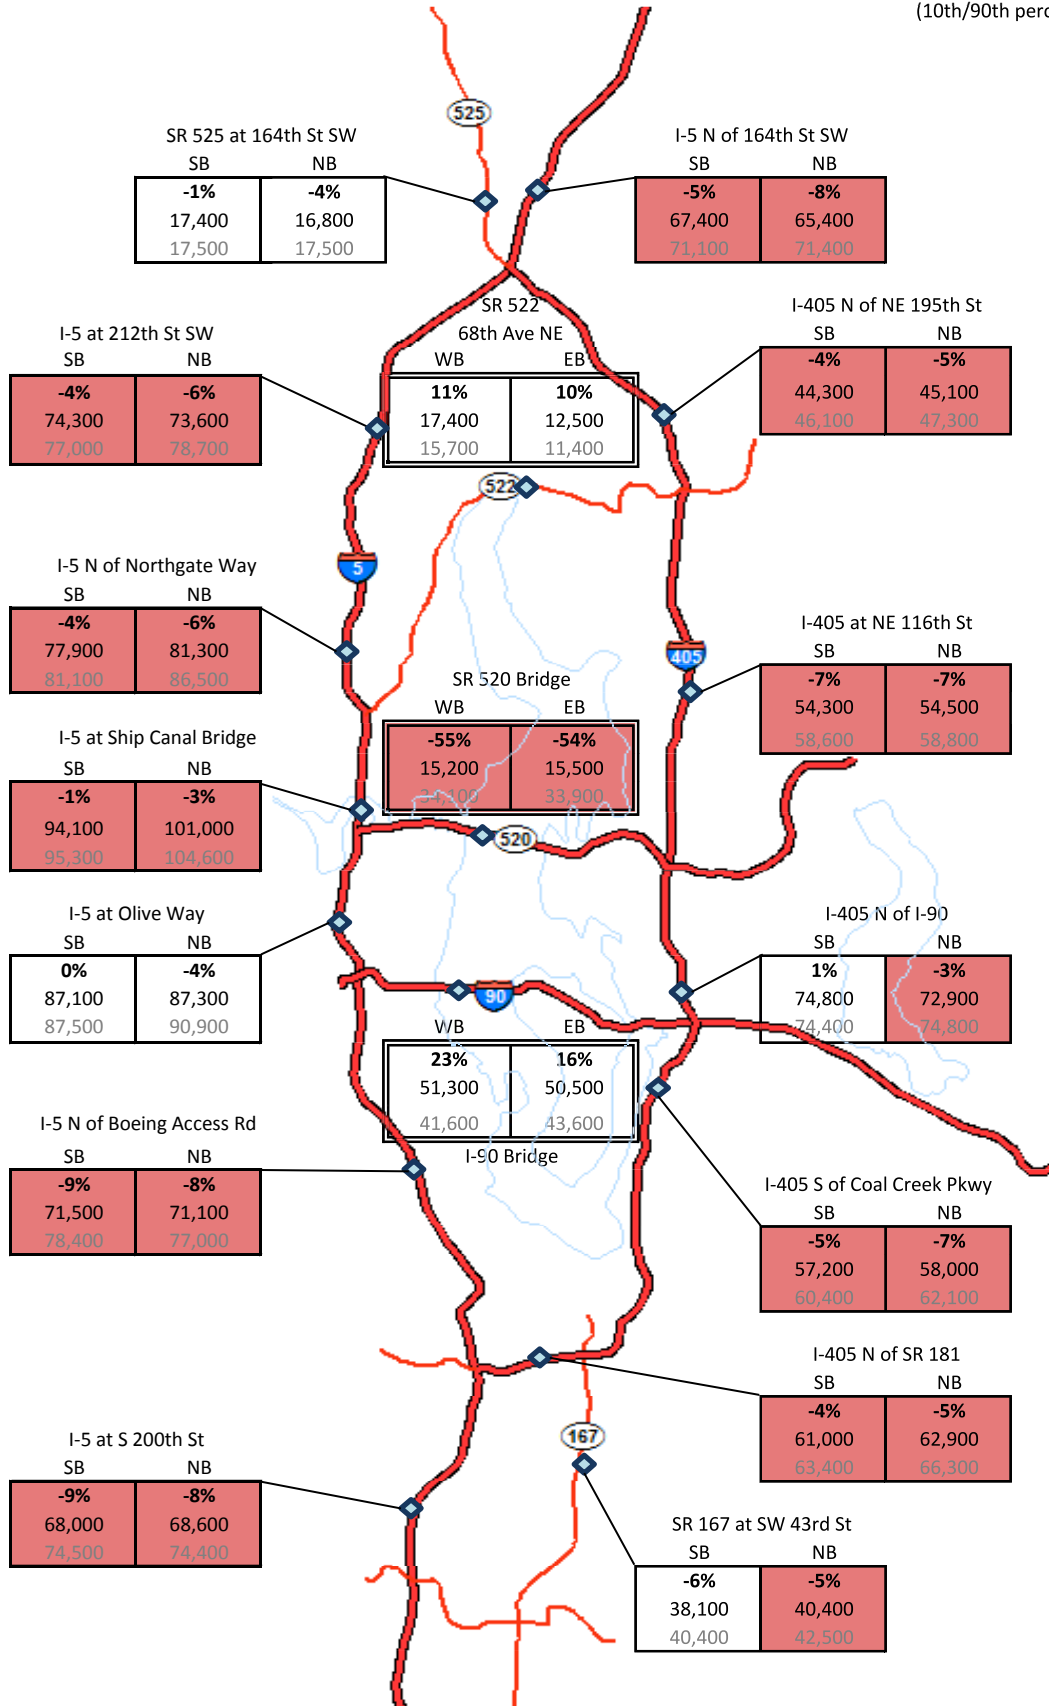 (10th/90th perc
525
SR 525 at 164th St SW
SB NB
-1% -4%
17,400 16,800
17,500 17,500
I-5 N of 164th St SW
SB NB
-5% -8%
67,400 65,400
71,100 71,400
I-5 at 212th St SW
SB NB
-4% -6%
74,300 73,600
77,000 78,700
SR 522
68th Ave NE
WB EB
11% 10%
17,400 12,500
15,700 11,400
I-405 N of NE 195th St
SB NB
-4% -5%
44,300 45,100
46,100 47,300
522
5
I-5 N of Northgate Way
SB NB
-4% -6%
77,900 81,300
81,100 86,500
405
I-405 at NE 116th St
SB NB
-7% -7%
54,300 54,500
58,600 58,800
SR 520 Bridge
WB EB
-55% -54%
15,200 15,500
34,100 33,900
I-5 at Ship Canal Bridge
SB NB
-1% -3%
94,100 101,000
95,300 104,600
520
I-5 at Olive Way
SB NB
0% -4%
87,100 87,300
87,500 90,900
I-405 N of I-90
SB NB
1% -3%
74,800 72,900
74,400 74,800
90
WB EB
23% 16%
51,300 50,500
41,600 43,600
I-90 Bridge
I-5 N of Boeing Access Rd
SB NB
-9% -8%
71,500 71,100
78,400 77,000
I-405 S of Coal Creek Pkwy
SB NB
-5% -7%
57,200 58,000
60,400 62,100
I-405 N of SR 181
SB NB
-4% -5%
61,000 62,900
63,400 66,300
167
I-5 at S 200th St
SB NB
-9% -8%
68,000 68,600
74,500 74,400
SR 167 at SW 43rd St
SB NB
-6% -5%
38,100 40,400
40,400 42,500